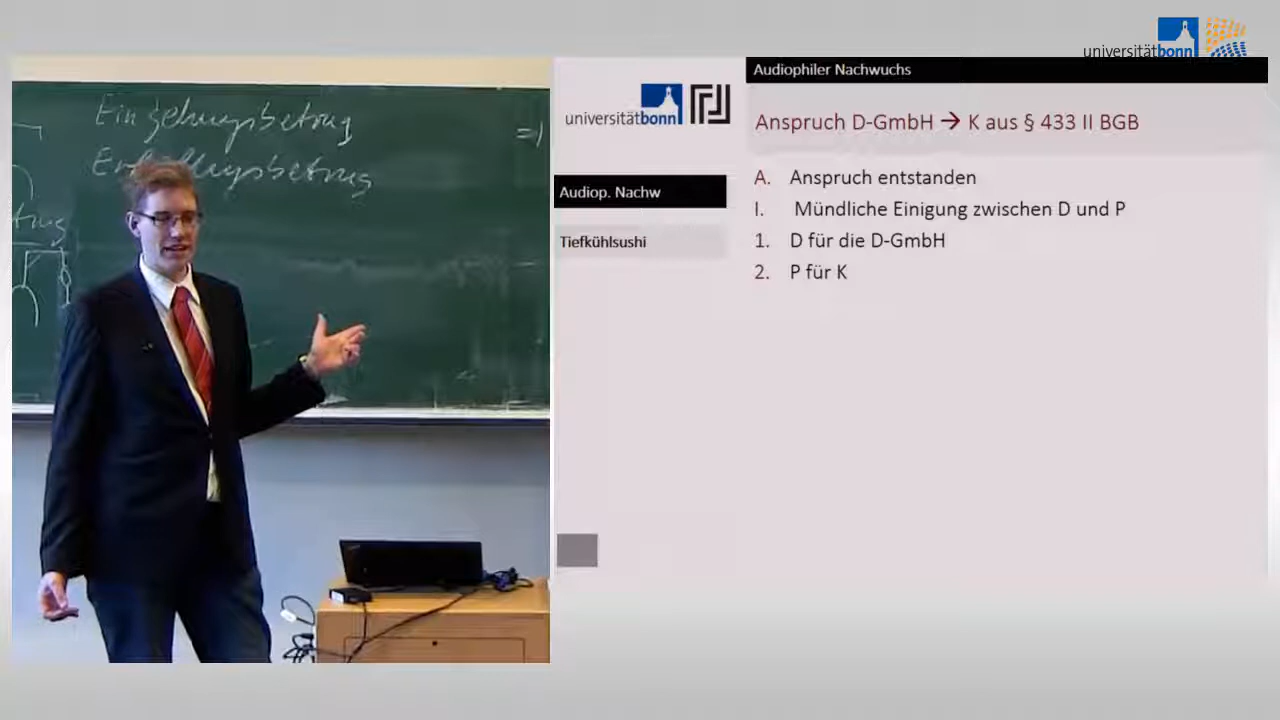 universitätbonn
Eingehungsbetrug
=)
Erfüllungsbetrug
universitätbonn
Audiop. Nachw
Tiefkühlsushi
Audiophiler Nachwuchs
Anspruch D-GmbH → K aus § 433 II BGB
A. Anspruch entstanden
I. Mündliche Einigung zwischen D und P
1. D für die D-GmbH
2. P für K